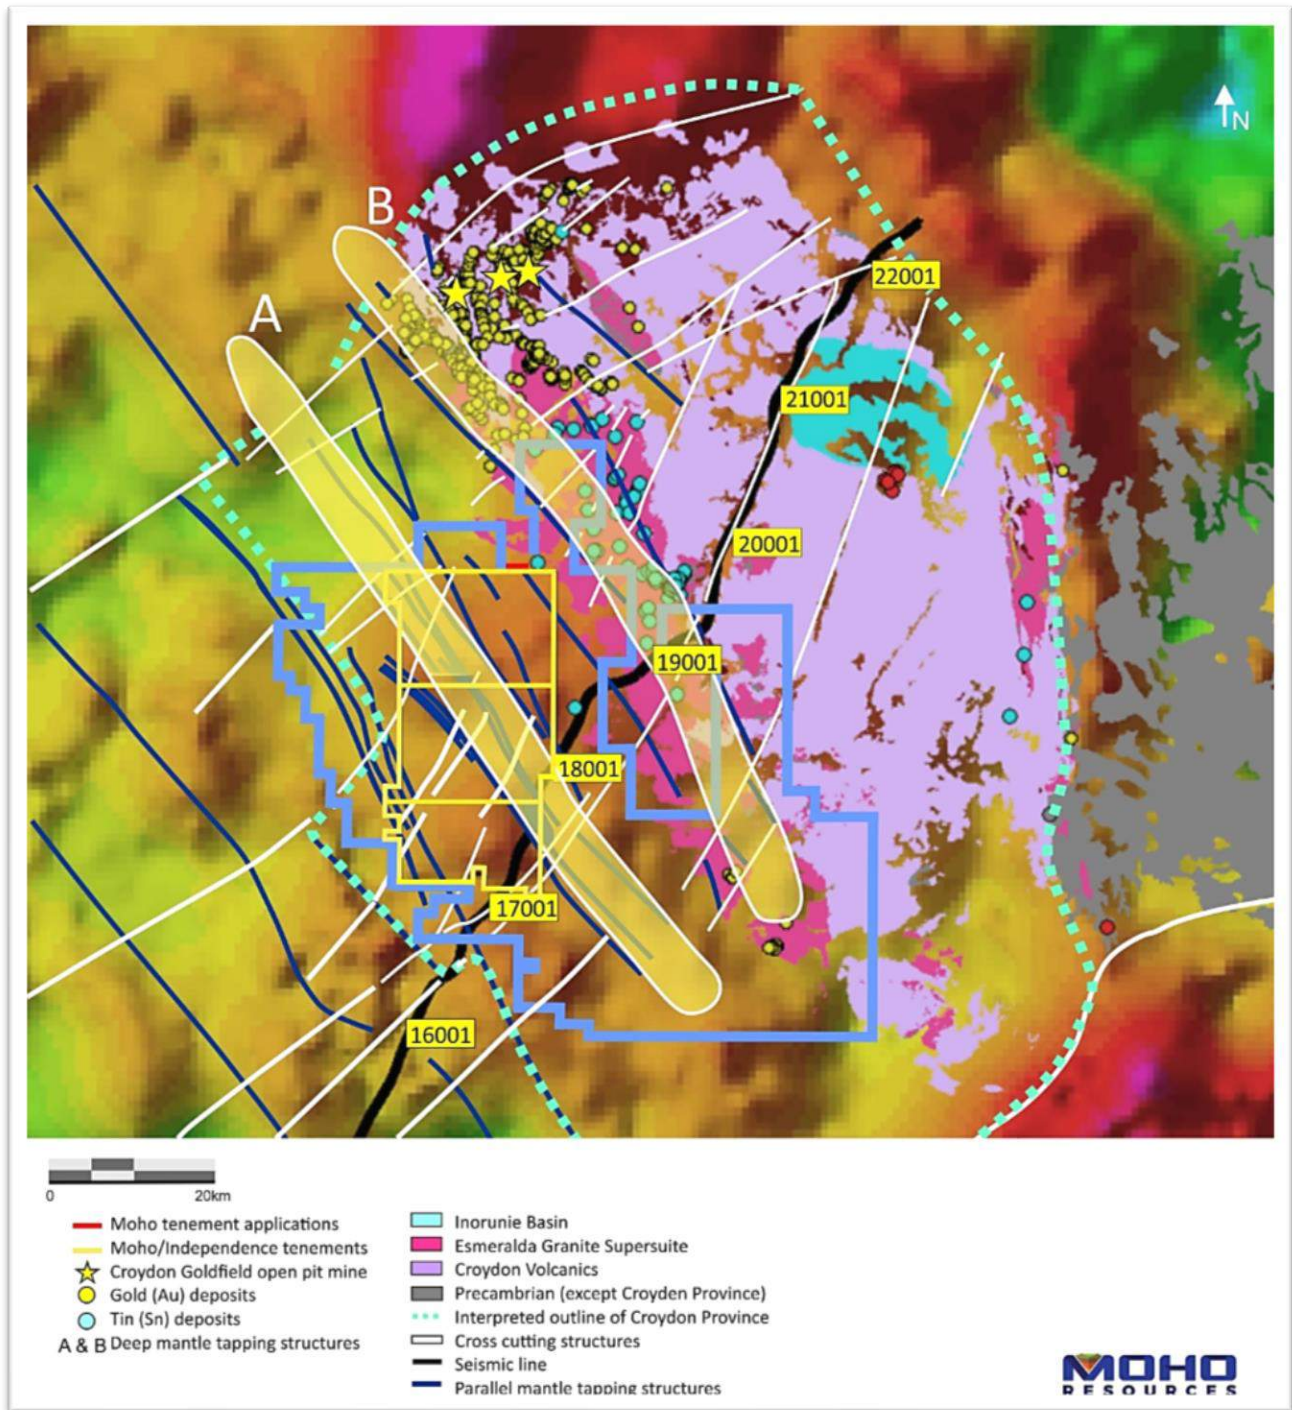 N
B
A
22001
21001
20001
19001
18001
17001
16001
0 20km
Moho tenement applications
Moho/Independence tenements
Croydon Goldfield open pit mine
Gold (Au) deposits
Tin (Sn) deposits
A & B Deep mantle tapping structures
Inorunie Basin
Esmeralda Granite Supersuite
Croydon Volcanics
Precambrian (except Croyden Province)
Interpreted outline of Croydon Province
Cross cutting structures
Seismic line
Parallel mantle tapping structures
MOHO
RESOURCES